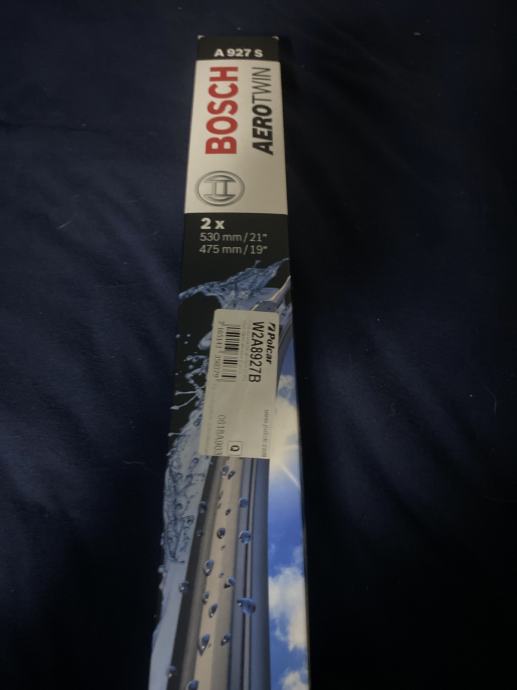 A 927 S
BOSCH
AEROTWIN
2 x
530 mm/21"
475 mm/19"
Polcar
W2A8927B
Q